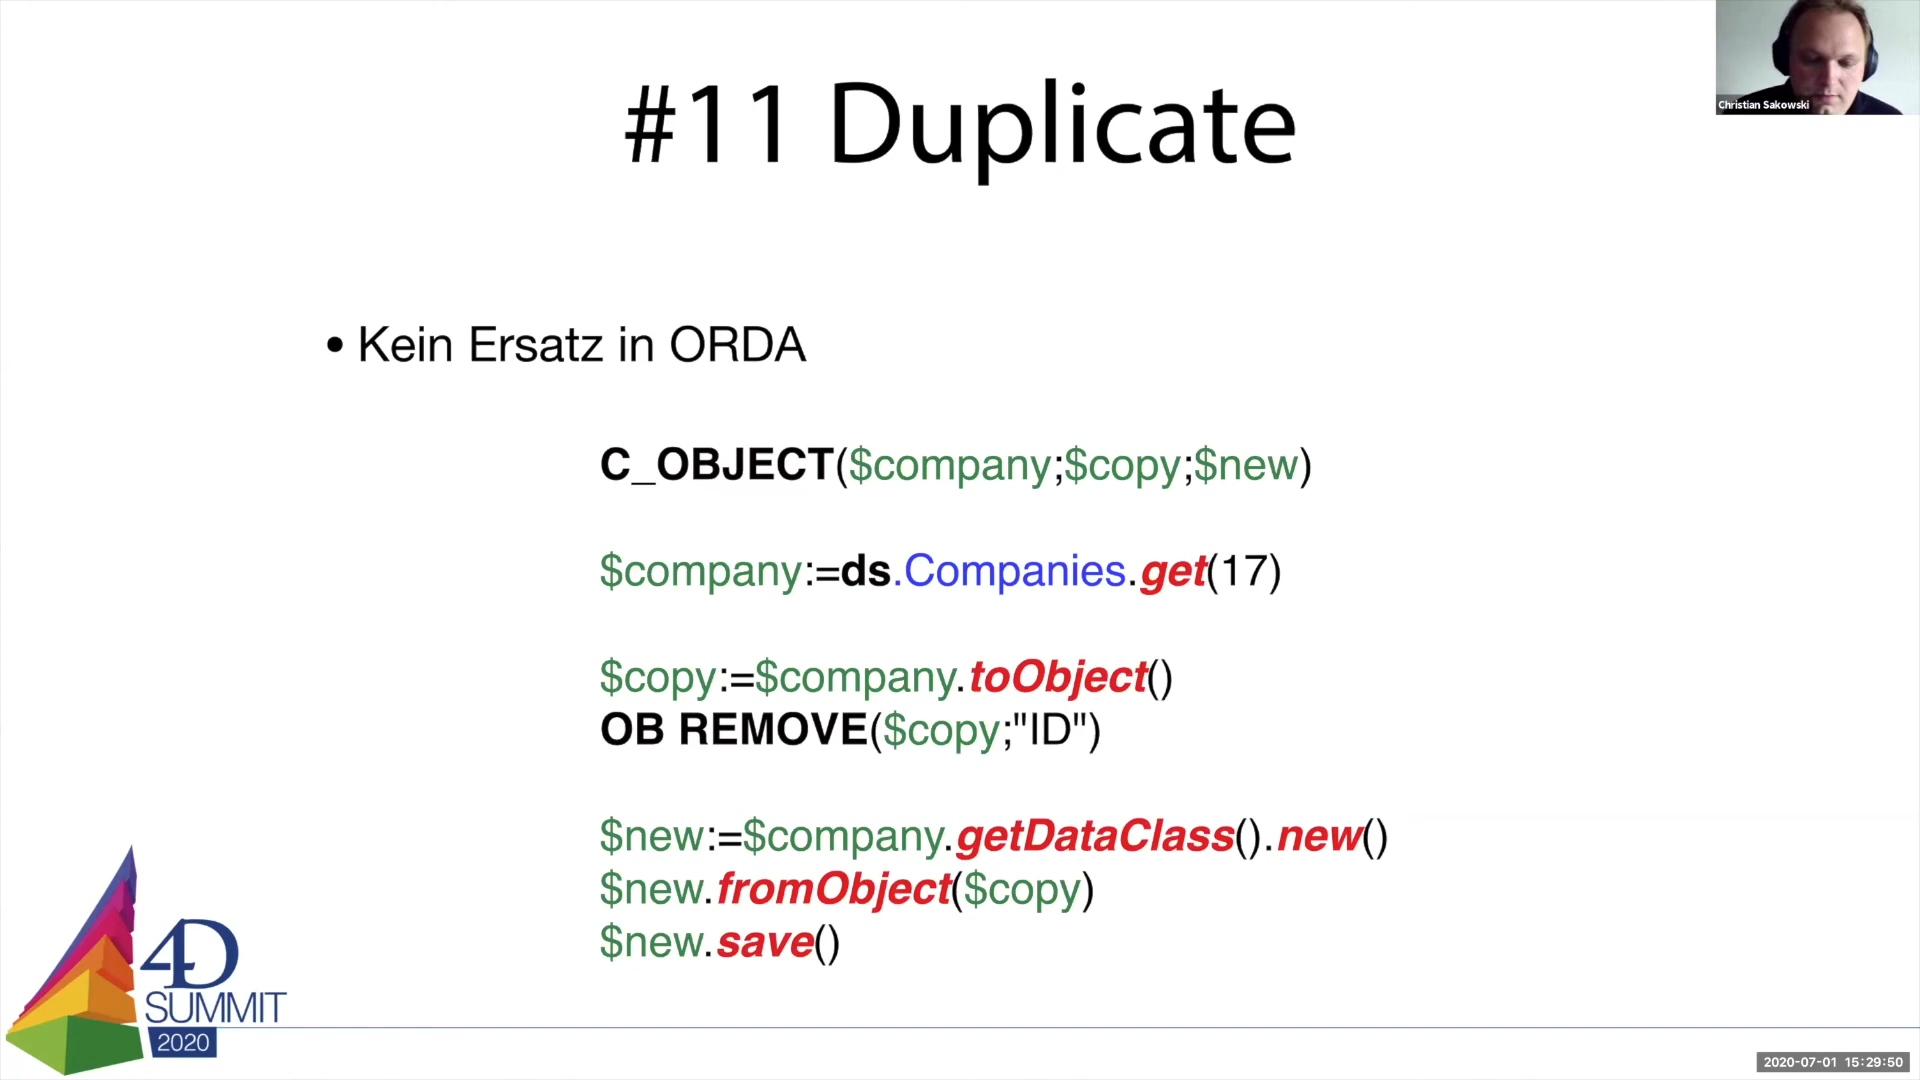 #11 Duplicate
Christian Sakowski
• Kein Ersatz in ORDA
C_OBJECT($company;$copy;$new)
$company:=ds.Companies.get(17)
$copy:=$company.toObject()
OB REMOVE($copy;"ID")
$new:=$company.getDataClass().new()
$new.fromObject($copy)
$new.save()
4D
SUMMIT
2020
2020-07-01 15:29:50